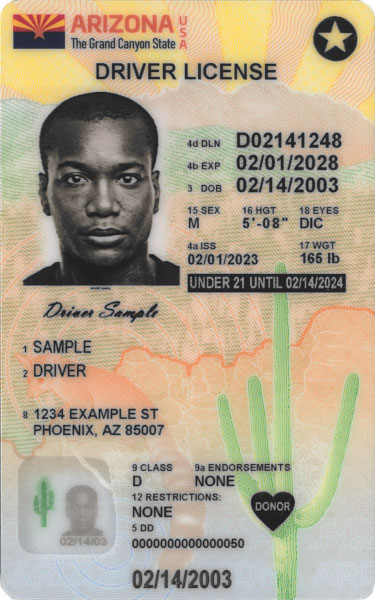 ARIZONA USA
The Grand Canyon State
DRIVER LICENSE
4d DLN D02141248
4b EXP 02/01/2028
3 DOB 02/14/2003
15 SEX 16 HGT 18 EYES
M 5'-08" DIC
4a ISS 17 WGT
02/01/2023 165 lb
UNDER 21 UNTIL 02/14/2024
Driver Sample
1 SAMPLE
2 DRIVER
8 1234 EXAMPLE ST
PHOENIX, AZ 85007
9 CLASS 9a ENDORSEMENTS
D NONE
12 RESTRICTIONS:
NONE
DONOR
5 DD
0000000000000050
02/14/03
02/14/2003